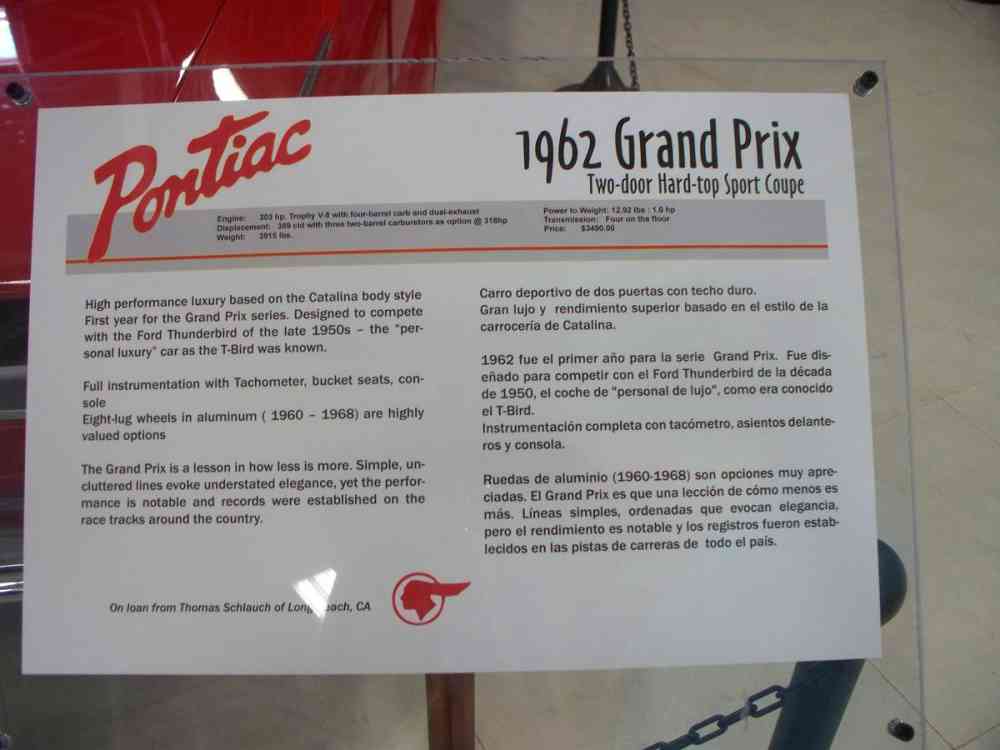 Pontiac
1962 Grand Prix
Two-door Hard-top Sport Coupe
Engine: 303 hp. Trophy V-8 with four-barrel carb and dual-exhaust
Displacement: 389 cid with three two-barrel carburetors as option @ 318hp
Weight: 3915 lbs.
Power to Weight: 12.92 lbs : 1.0 hp
Transmission: Four on the floor
Price: $3490.00
High performance luxury based on the Catalina body style
First year for the Grand Prix series. Designed to compete
with the Ford Thunderbird of the late 1950s – the "per-
sonal luxury" car as the T-Bird was known.
Full instrumentation with Tachometer, bucket seats, con-
sole
Eight-lug wheels in aluminum ( 1960 – 1968) are highly
valued options
The Grand Prix is a lesson in how less is more. Simple, un-
cluttered lines evoke understated elegance, yet the perfor-
mance is notable and records were established on the
race tracks around the country.
On loan from Thomas Schlauch of CA
Carro deportivo de dos puertas con techo duro.
Gran lujo y rendimiento superior basado en el estilo de la
carrocería de Catalina.
1962 fue el primer año para la serie Grand Prix. Fue dis-
eñado para competir con el Ford Thunderbird de la década
de 1950, el coche de "personal de lujo", como era conocido
el T-Bird.
Instrumentación completa con tacómetro, asientos delante-
ros y consola.
Ruedas de aluminio (1960-1968) son opciones muy apre-
ciadas. El Grand Prix es que una lección de cómo menos es
más. Líneas simples, ordenadas que evocan elegancia,
pero el rendimiento es notable y los registros fueron estab-
lecidos en las pistas de carreras de todo el país.